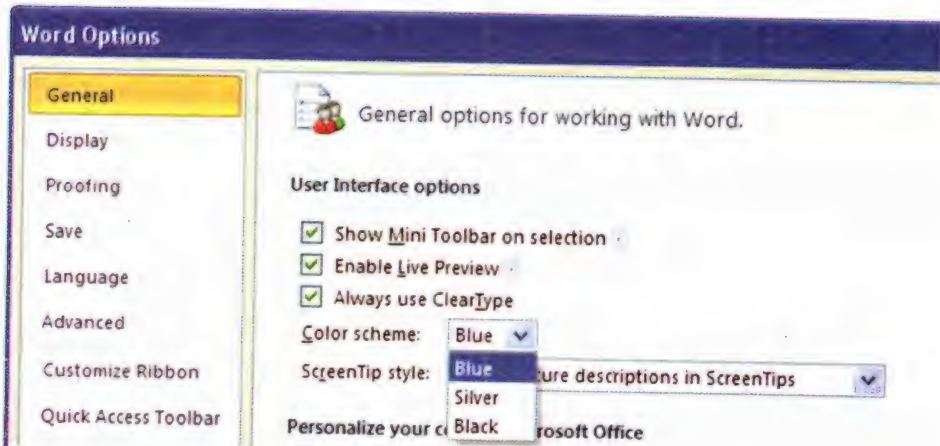 Word Options
General
Display
Proofing
Save
Language
Advanced
Customize Ribbon
Quick Access Toolbar
General options for working with Word.
User Interface options
Show Mini Toolbar on selection
Enable Live Preview
Always use ClearType
Color scheme: Blue
ScreenTip style: Blue ture descriptions in ScreenTips
Silver
Black
Personalize your c rosoft Office